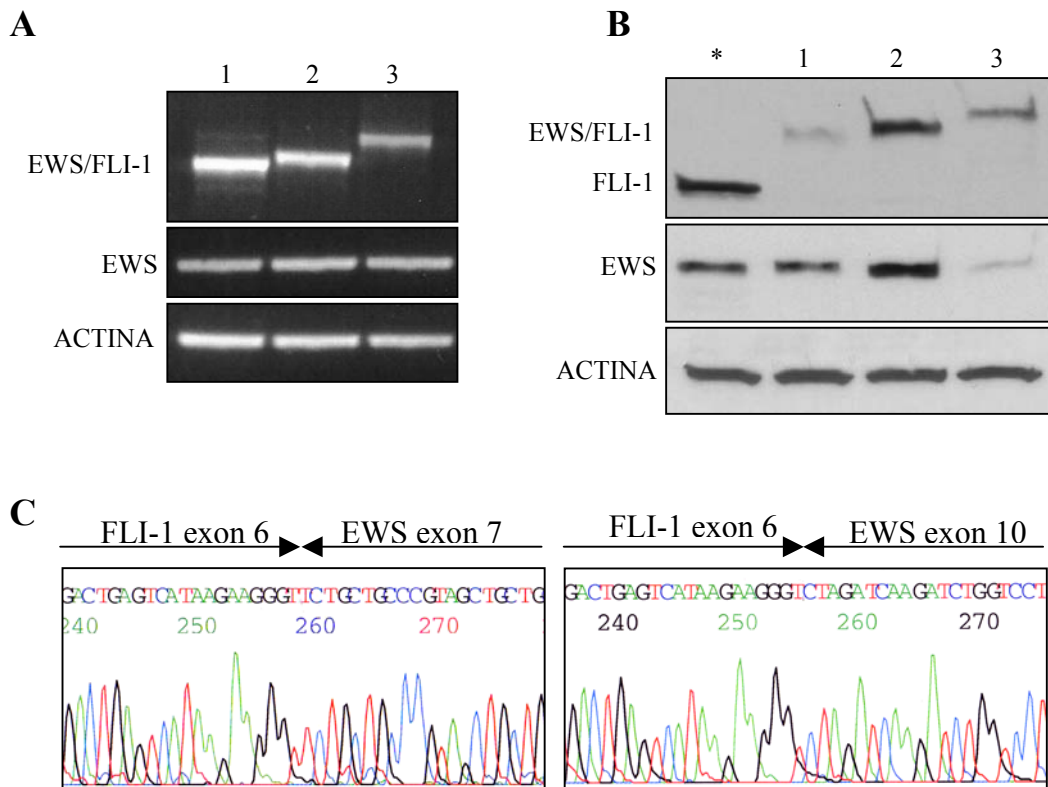 A
1 2 3
EWS/FLI-1
EWS
ACTINA
B
* 1 2 3
EWS/FLI-1
FLI-1
EWS
ACTINA
C
FLI-1 exon 6 EWS exon 7
GACTGAGTCATAAGAAGGGTTCTGCTGCCCGTAGCTGCTG
240 250 260 270
FLI-1 exon 6 EWS exon 10
GACTGAGTCATAAGAAGGGTCTAGATCAAGATCTGGTCCT
240 250 260 270